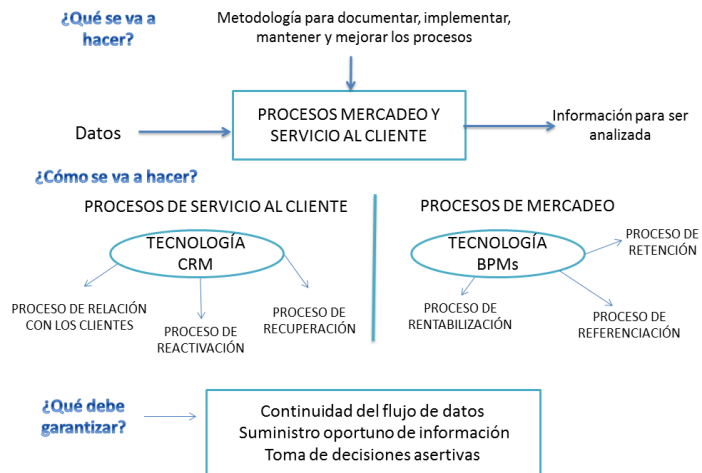 ¿Qué se va a
hacer?
Metodología para documentar, implementar,
mantener y mejorar los procesos
Datos
PROCESOS MERCADEO Y
SERVICIO AL CLIENTE
Información para ser
analizada
¿Cómo se va a hacer?
PROCESOS DE SERVICIO AL CLIENTE
TECNOLOGÍA
CRM
PROCESO DE RELACIÓN
CON LOS CLIENTES
PROCESO DE
REACTIVACIÓN
PROCESO DE
RECUPERACIÓN
PROCESOS DE MERCADEO
TECNOLOGÍA
BPMs
PROCESO DE
RETENCIÓN
PROCESO DE
RENTABILIZACIÓN
PROCESO DE
REFERENCIACIÓN
¿Qué debe
garantizar?
Continuidad del flujo de datos
Suministro oportuno de información
Toma de decisiones asertivas